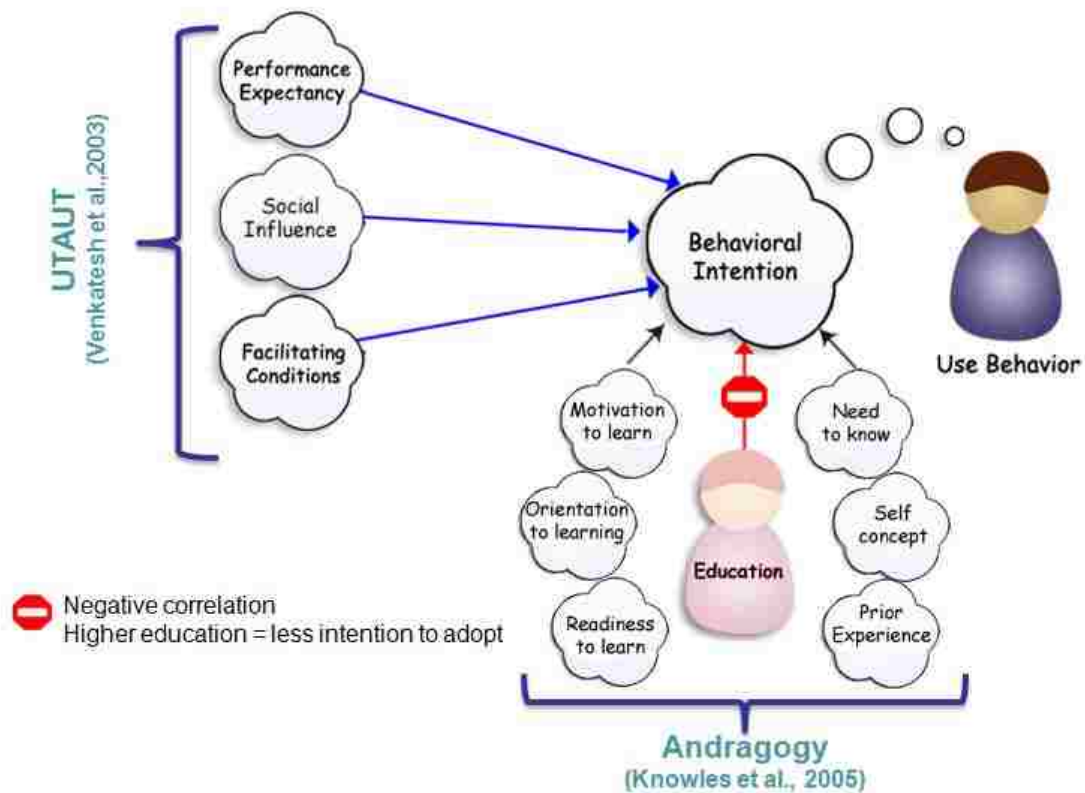 Performance
Expectancy
UTAUT
(Venkatesh et al.,2003)
Social
Influence
Behavioral
Intention
Facilitating
Conditions
Use Behavior
Motivation
to learn
Need
to know
Orientation
to learning
Self
concept
Education
Negative correlation
Higher education = less intention to adopt
Readiness
to learn
Prior
Experience
Andragogy
(Knowles et al., 2005)